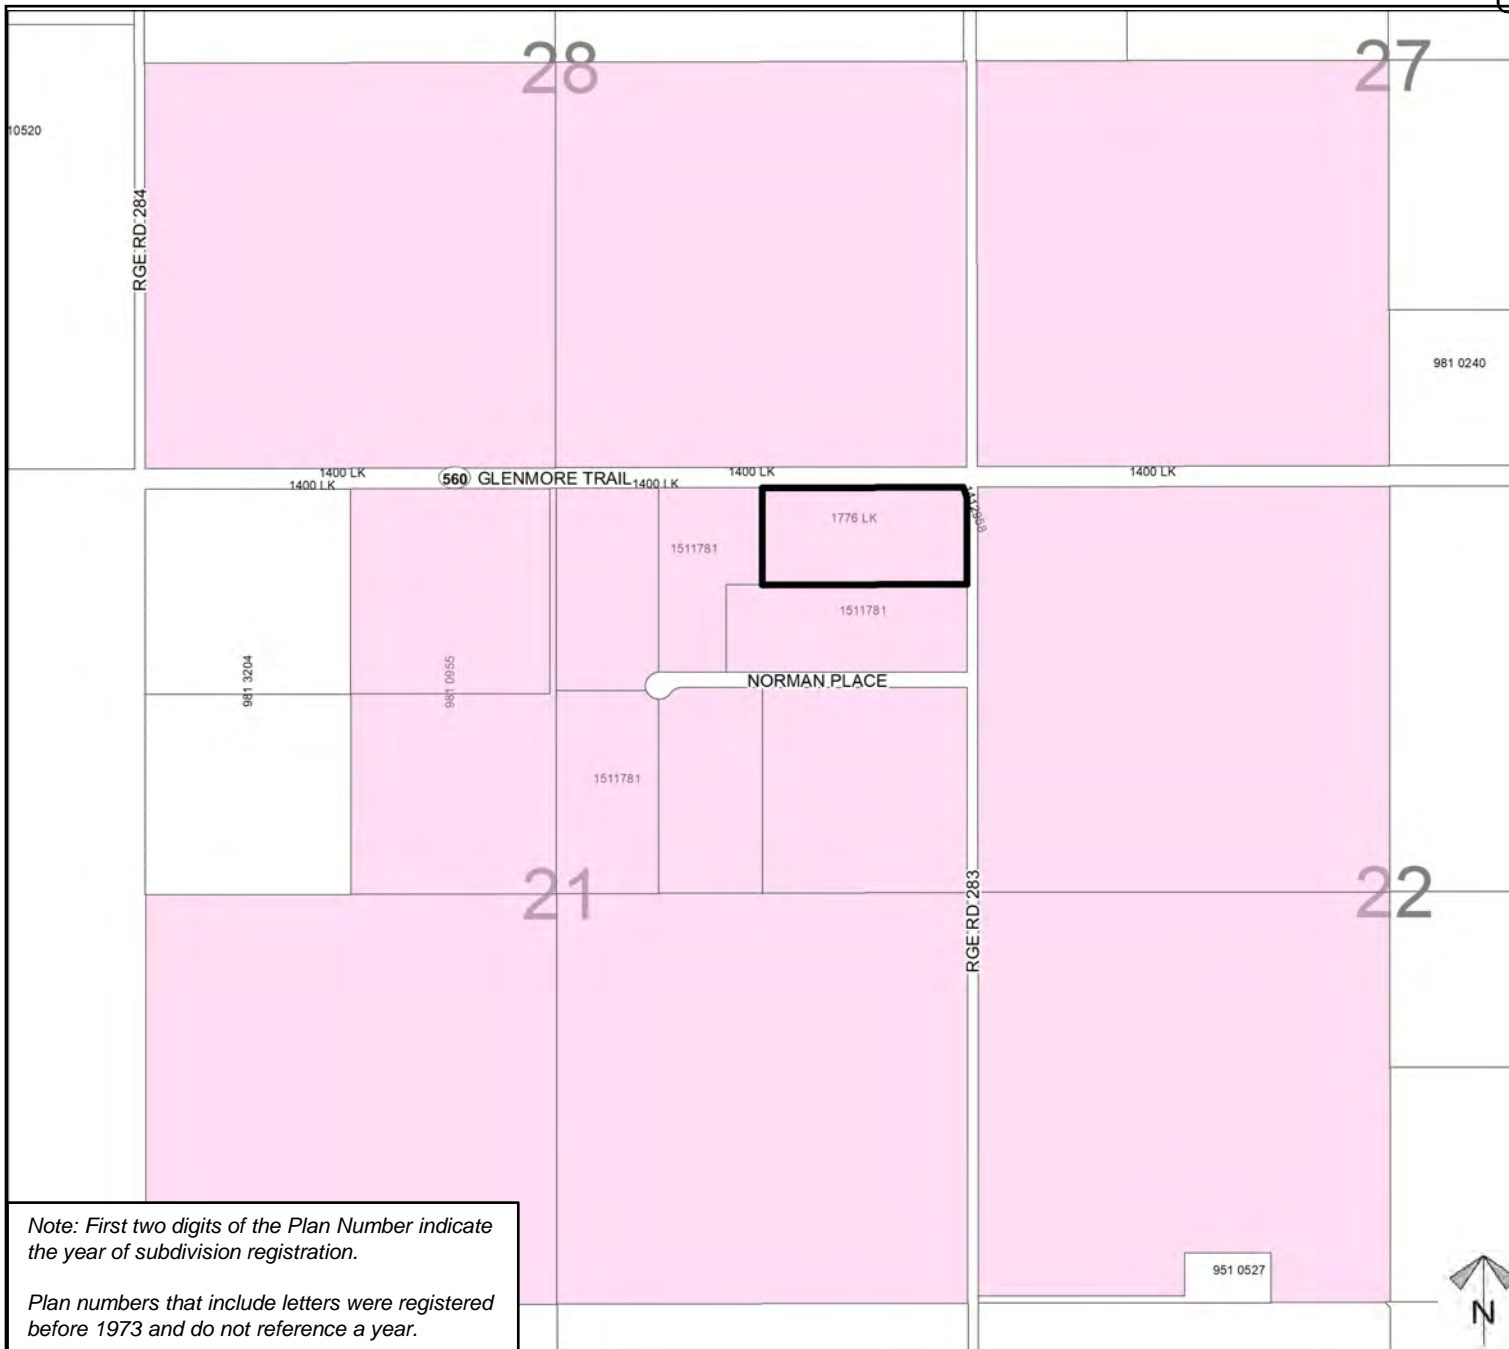 28
27
10520
RGE RD 284
981 0240
1400 LK
1400 LK
1400 LK
1400 LK
560 GLENMORE TRAIL
1400 LK
1776 LK
1412958
1511781
1511781
981 3204
981 0955
NORMAN PLACE
1511781
21
22
RGE RD 283
Note: First two digits of the Plan Number indicate
the year of subdivision registration.
Plan numbers that include letters were registered
before 1973 and do not reference a year.
951 0527
N